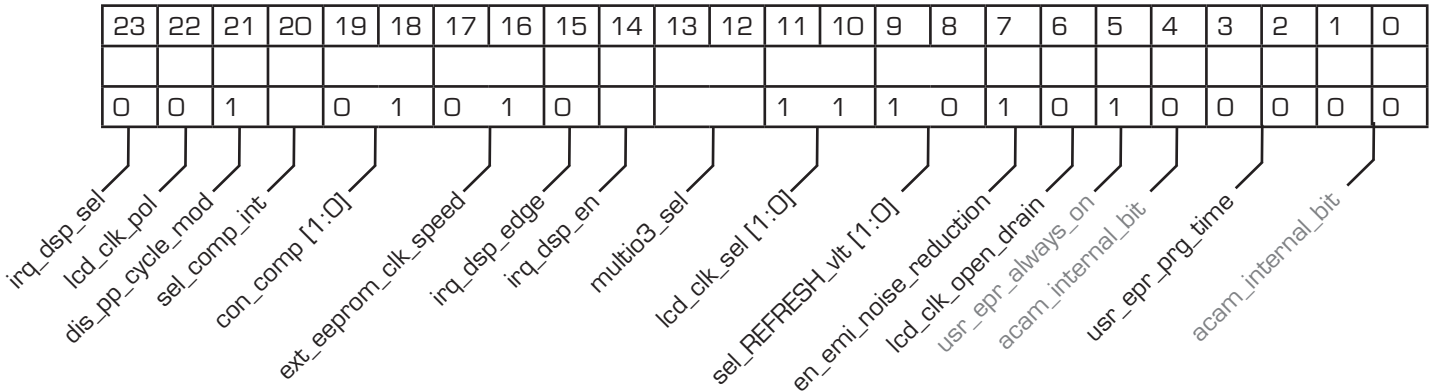 23 22 21 20 19 18 17 16 15 14 13 12 11 10 9 8 7 6 5 4 3 2 1 0
0 0 1 0 1 0 1 0 1 1 1 0 1 0 1 0 0 0 0 0
irq_dsp_sel
lcd_clk_pol
dis_pp_cycle_mod
sel_comp_int
con_comp [1:0]
ext_eeprom_clk_speed
irq_dsp_edge
irq_dsp_en
multio3_sel
lcd_clk_sel [1:0]
sel_REFRESH_vlt [1:0]
en_emi_noise_reduction
lcd_clk_open_drain
usr_epr_always_on
acam_internal_bit
usr_epr_prg_time
acam_internal_bit